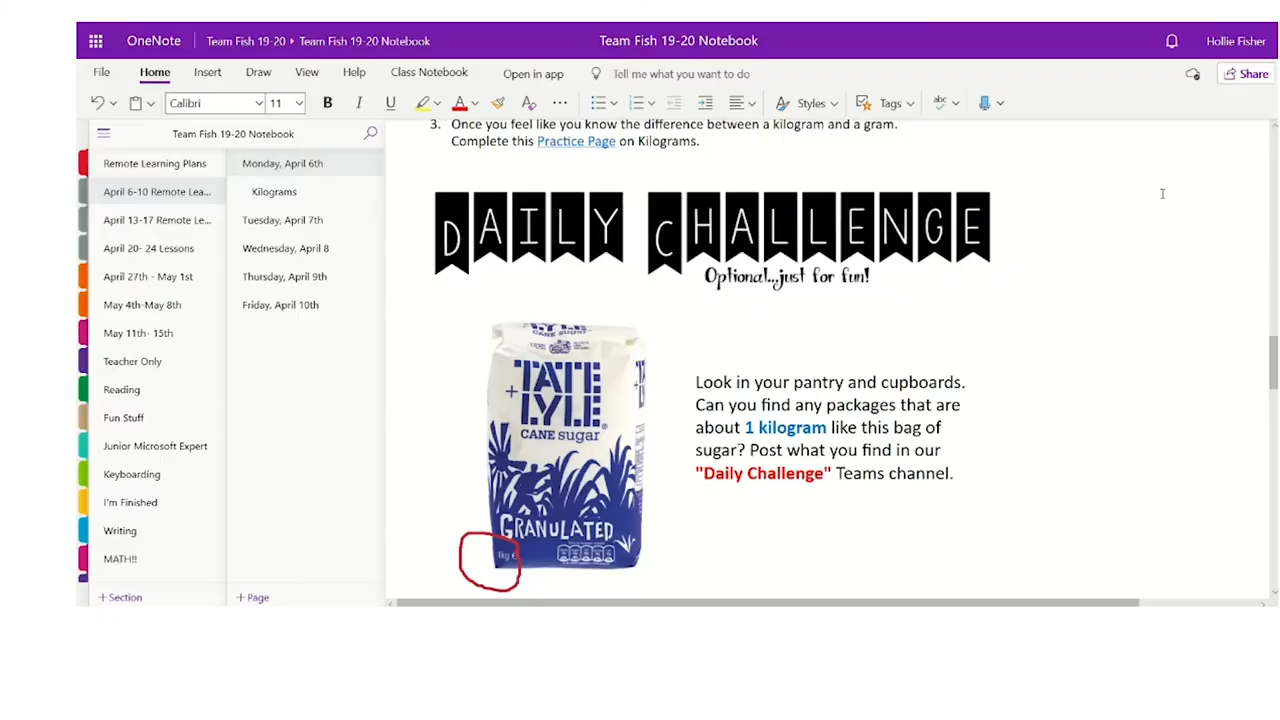 OneNote
Team Fish 19-20 › Team Fish 19-20 Notebook
Team Fish 19-20 Notebook
Hollie Fisher
File
Home
Insert
Draw
View
Help
Class Notebook
Open in app
Tell me what you want to do
Share
Calibri
11
B
I
U
A
Styles
Tags
abc
Team Fish 19-20 Notebook
Remote Learning Plans
April 6-10 Remote Lea...
April 13-17 Remote Le...
April 20- 24 Lessons
April 27th - May 1st
May 4th-May 8th
May 11th- 15th
Teacher Only
Reading
Fun Stuff
Junior Microsoft Expert
Keyboarding
I'm Finished
Writing
MATH!!
+ Section
Monday, April 6th
Kilograms
Tuesday, April 7th
Wednesday, April 8
Thursday, April 9th
Friday, April 10th
+ Page
3. Once you feel like you know the difference between a kilogram and a gram.
Complete this Practice Page on Kilograms.
DAILY CHALLENGE
Optional...just for fun!
LYLE
CANE sugar
TATE
+ LYLE®
CANE sugar
GRANULATED
1kg e
Look in your pantry and cupboards.
Can you find any packages that are
about 1 kilogram like this bag of
sugar? Post what you find in our
"Daily Challenge" Teams channel.